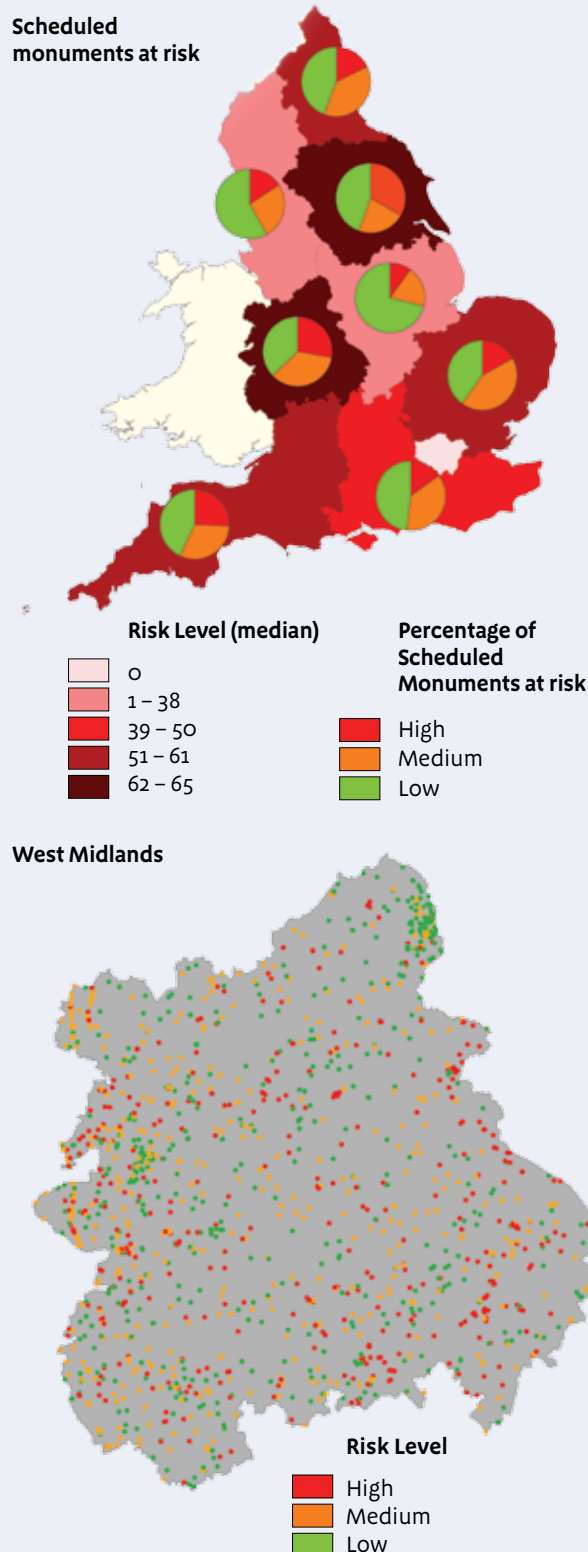 Scheduled
monuments at risk
Risk Level (median)
0
1 – 38
39 – 50
51 – 61
62 – 65
Percentage of
Scheduled
Monuments at risk
High
Medium
Low
West Midlands
Risk Level
High
Medium
Low